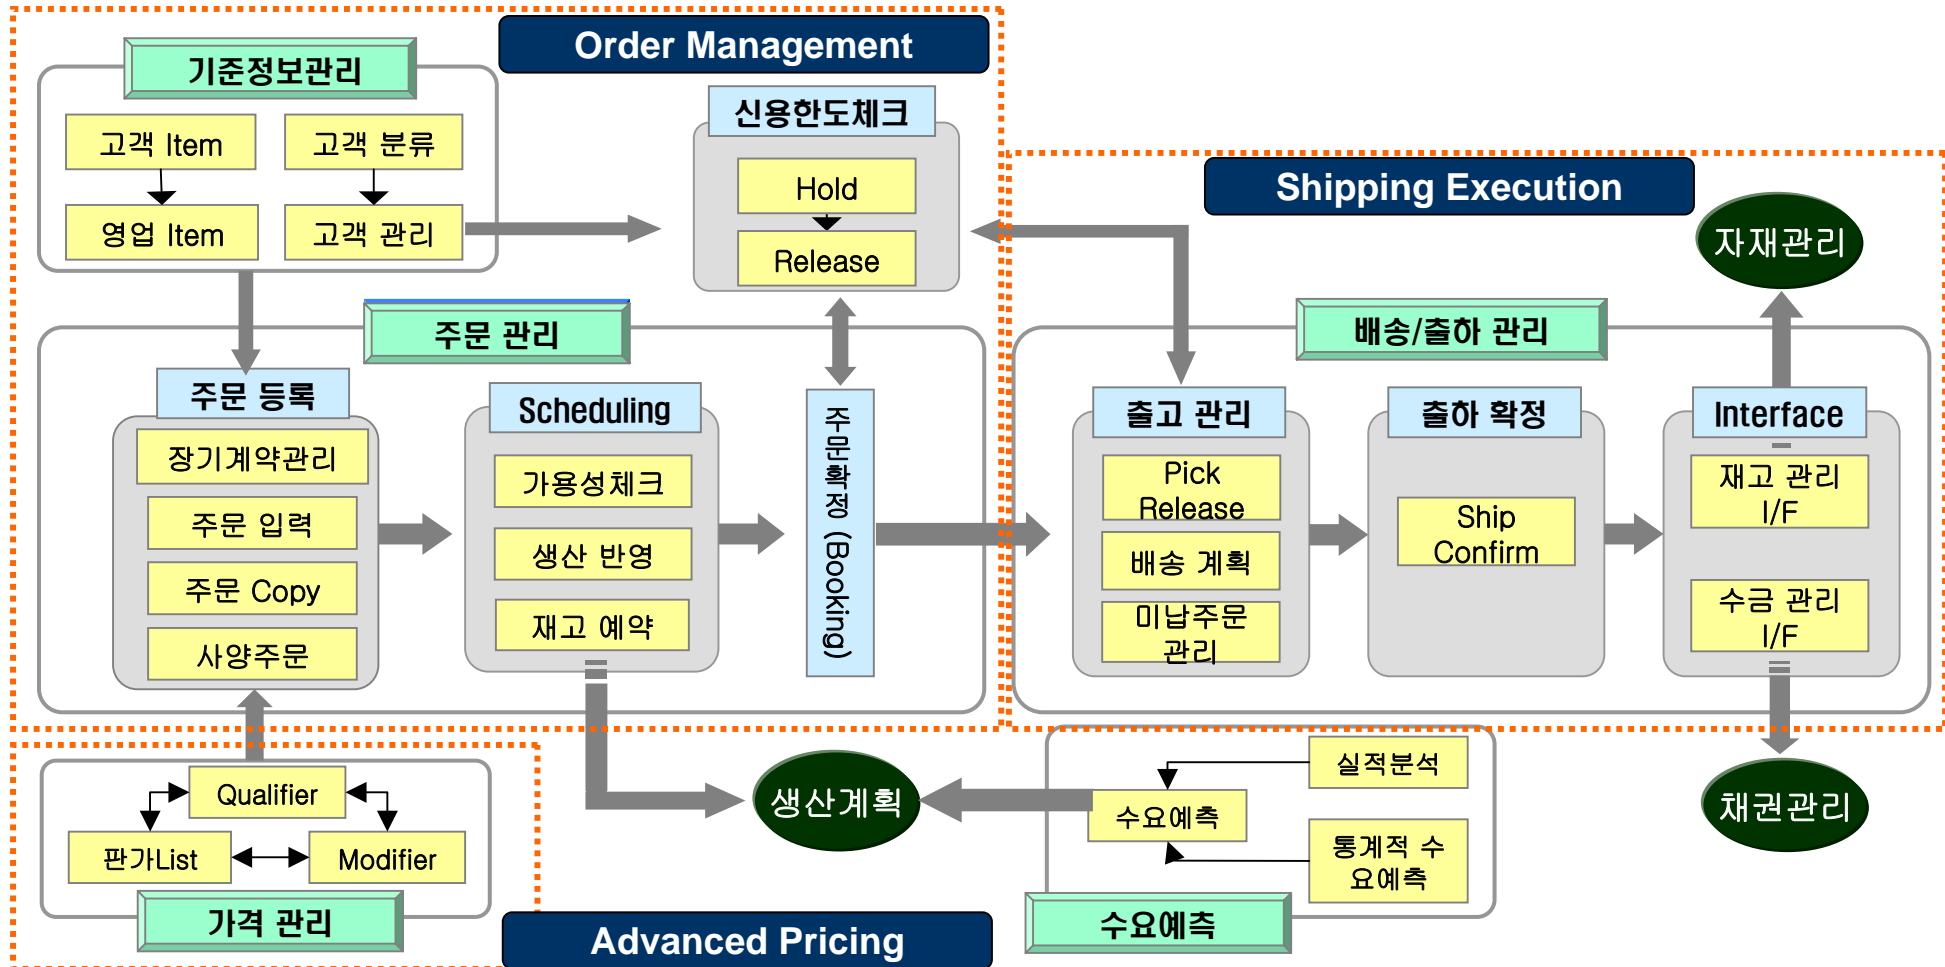 Order Management
기준정보관리
고객 Item
고객 분류
영업 Item
고객 관리
신용한도체크
Hold
Release
Shipping Execution
자재관리
주문 관리
주문 등록
장기계약관리
주문 입력
주문 Copy
사양주문
Scheduling
가용성체크
생산 반영
재고 예약
주문확정 (Booking)
배송/출하 관리
출고 관리
Pick
Release
배송 계획
미납주문
관리
출하 확정
Ship
Confirm
Interface
재고 관리
I/F
수금 관리
I/F
Qualifier
판가List
Modifier
가격 관리
Advanced Pricing
생산계획
수요예측
실적분석
통계적 수
요예측
수요예측
채권관리